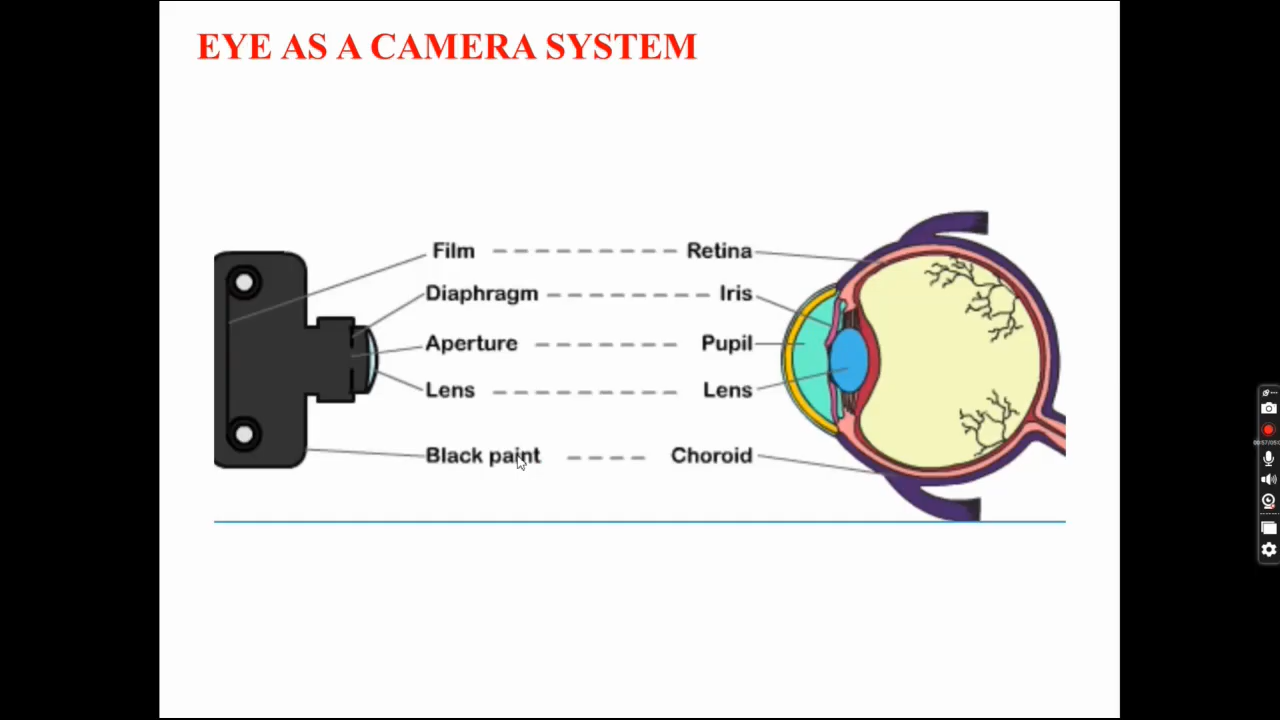 EYE AS A CAMERA SYSTEM
Film Retina
Diaphragm Iris
Aperture Pupil
Lens Lens
Black paint Choroid